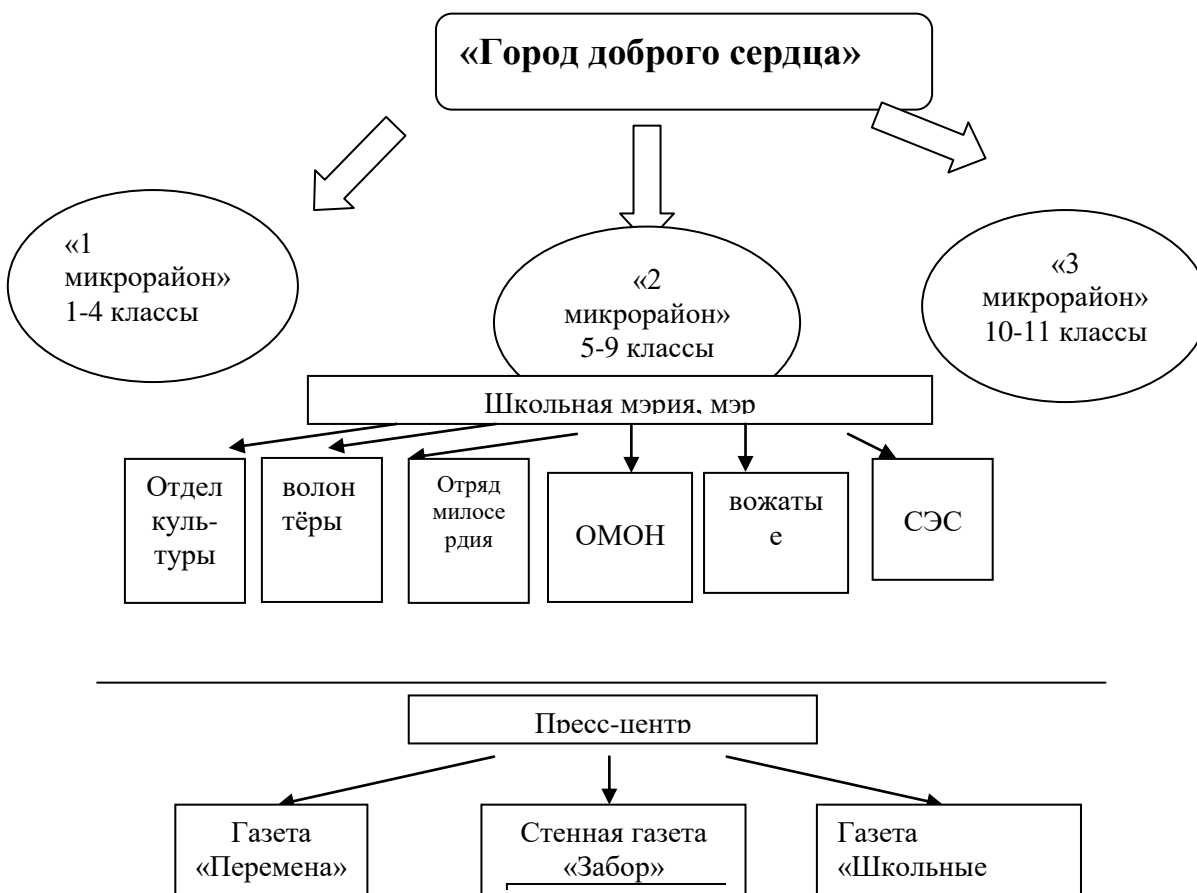 «Город доброго сердца»
«1
микрорайон»
1-4 классы
«2
микрорайон»
5-9 классы
«3
микрорайон»
10-11 классы
Школьная мэрия, мэр
Отдел
куль-
туры
волон
тёры
Отряд
милосе
рдия
ОМОН
вожаты
е
СЭС
Пресс-центр
Газета
«Перемена»
Стенная газета
«Забор»
Газета
«Школьные